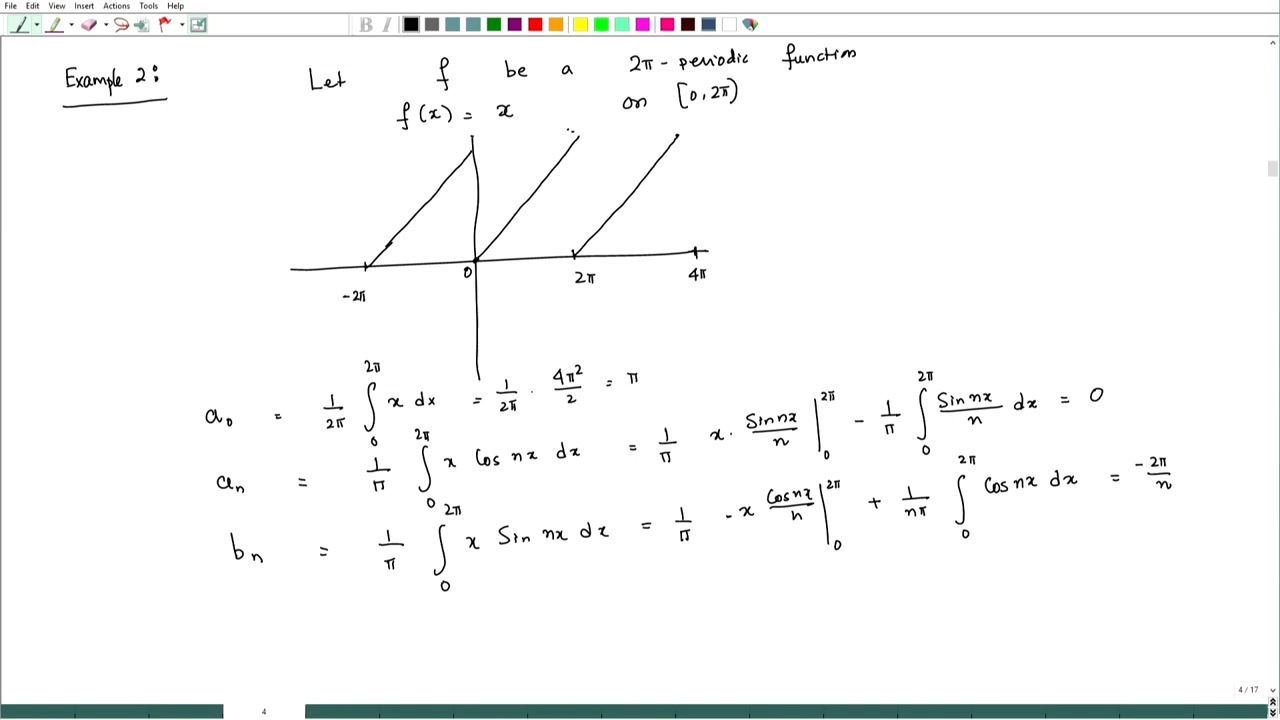 File Edit View Insert Actions Tools Help
B I
Example 2: Let f be a 2π - periodic function
f(x) = x on [0, 2π)
-2π 0 2π 4π
a₀ = 1/2π ∫₀^2π x dx = 1/2π · 4π²/2 = π
aₙ = 1/π ∫₀^2π x Cos nx dx = 1/π x · Sin nx/n |₀^2π - 1/π ∫₀^2π Sin nx/n dx = 0
bₙ = 1/π ∫₀^2π x Sin nx dx = 1/π -x Cos nx/n |₀^2π + 1/nπ ∫₀^2π Cos nx dx = -2π/n
4 / 17
4